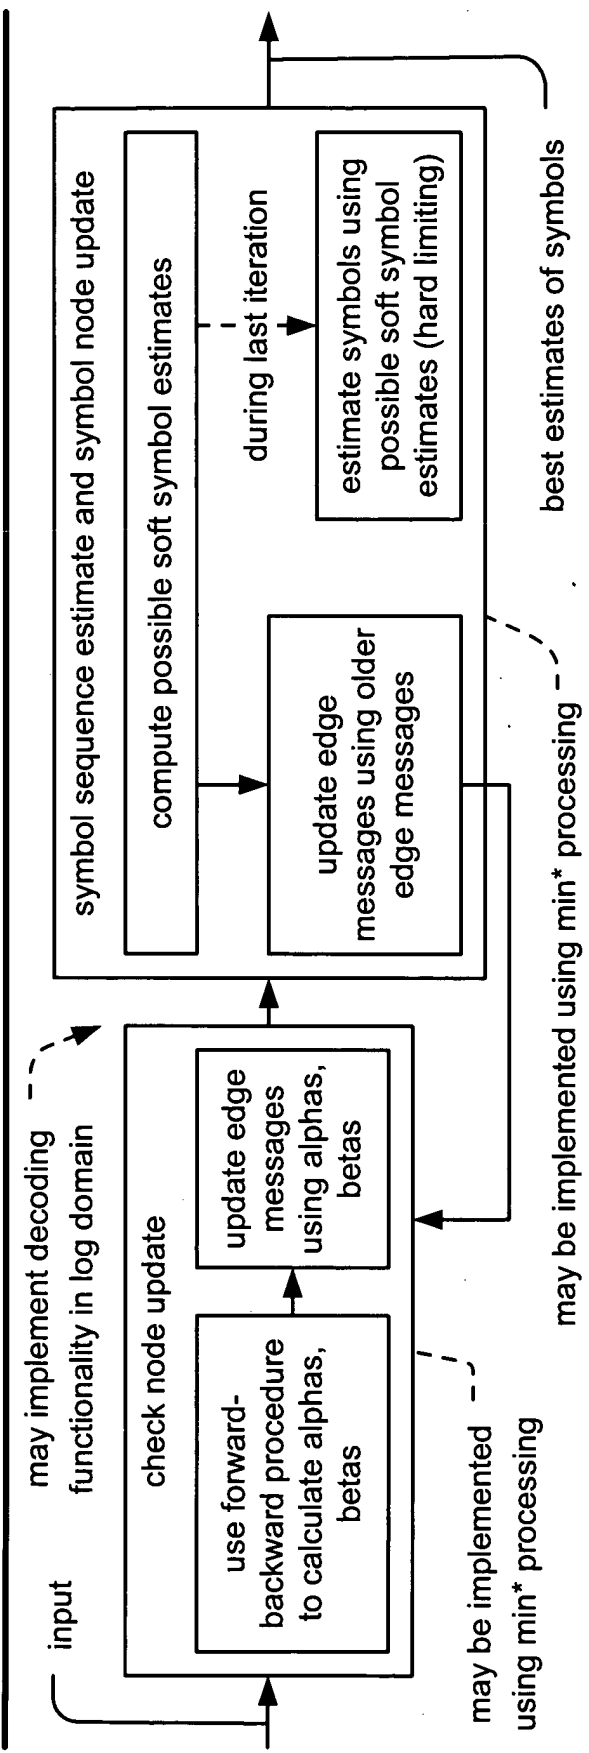 input
may implement decoding
functionality in log domain
check node update
use forward-
backward procedure
to calculate alphas,
betas
update edge
messages
using alphas,
betas
may be implemented
using min* processing
symbol sequence estimate and symbol node update
compute possible soft symbol estimates
update edge
messages using older
edge messages
during last iteration
estimate symbols using
possible soft symbol
estimates (hard limiting)
may be implemented using min* processing
best estimates of symbols